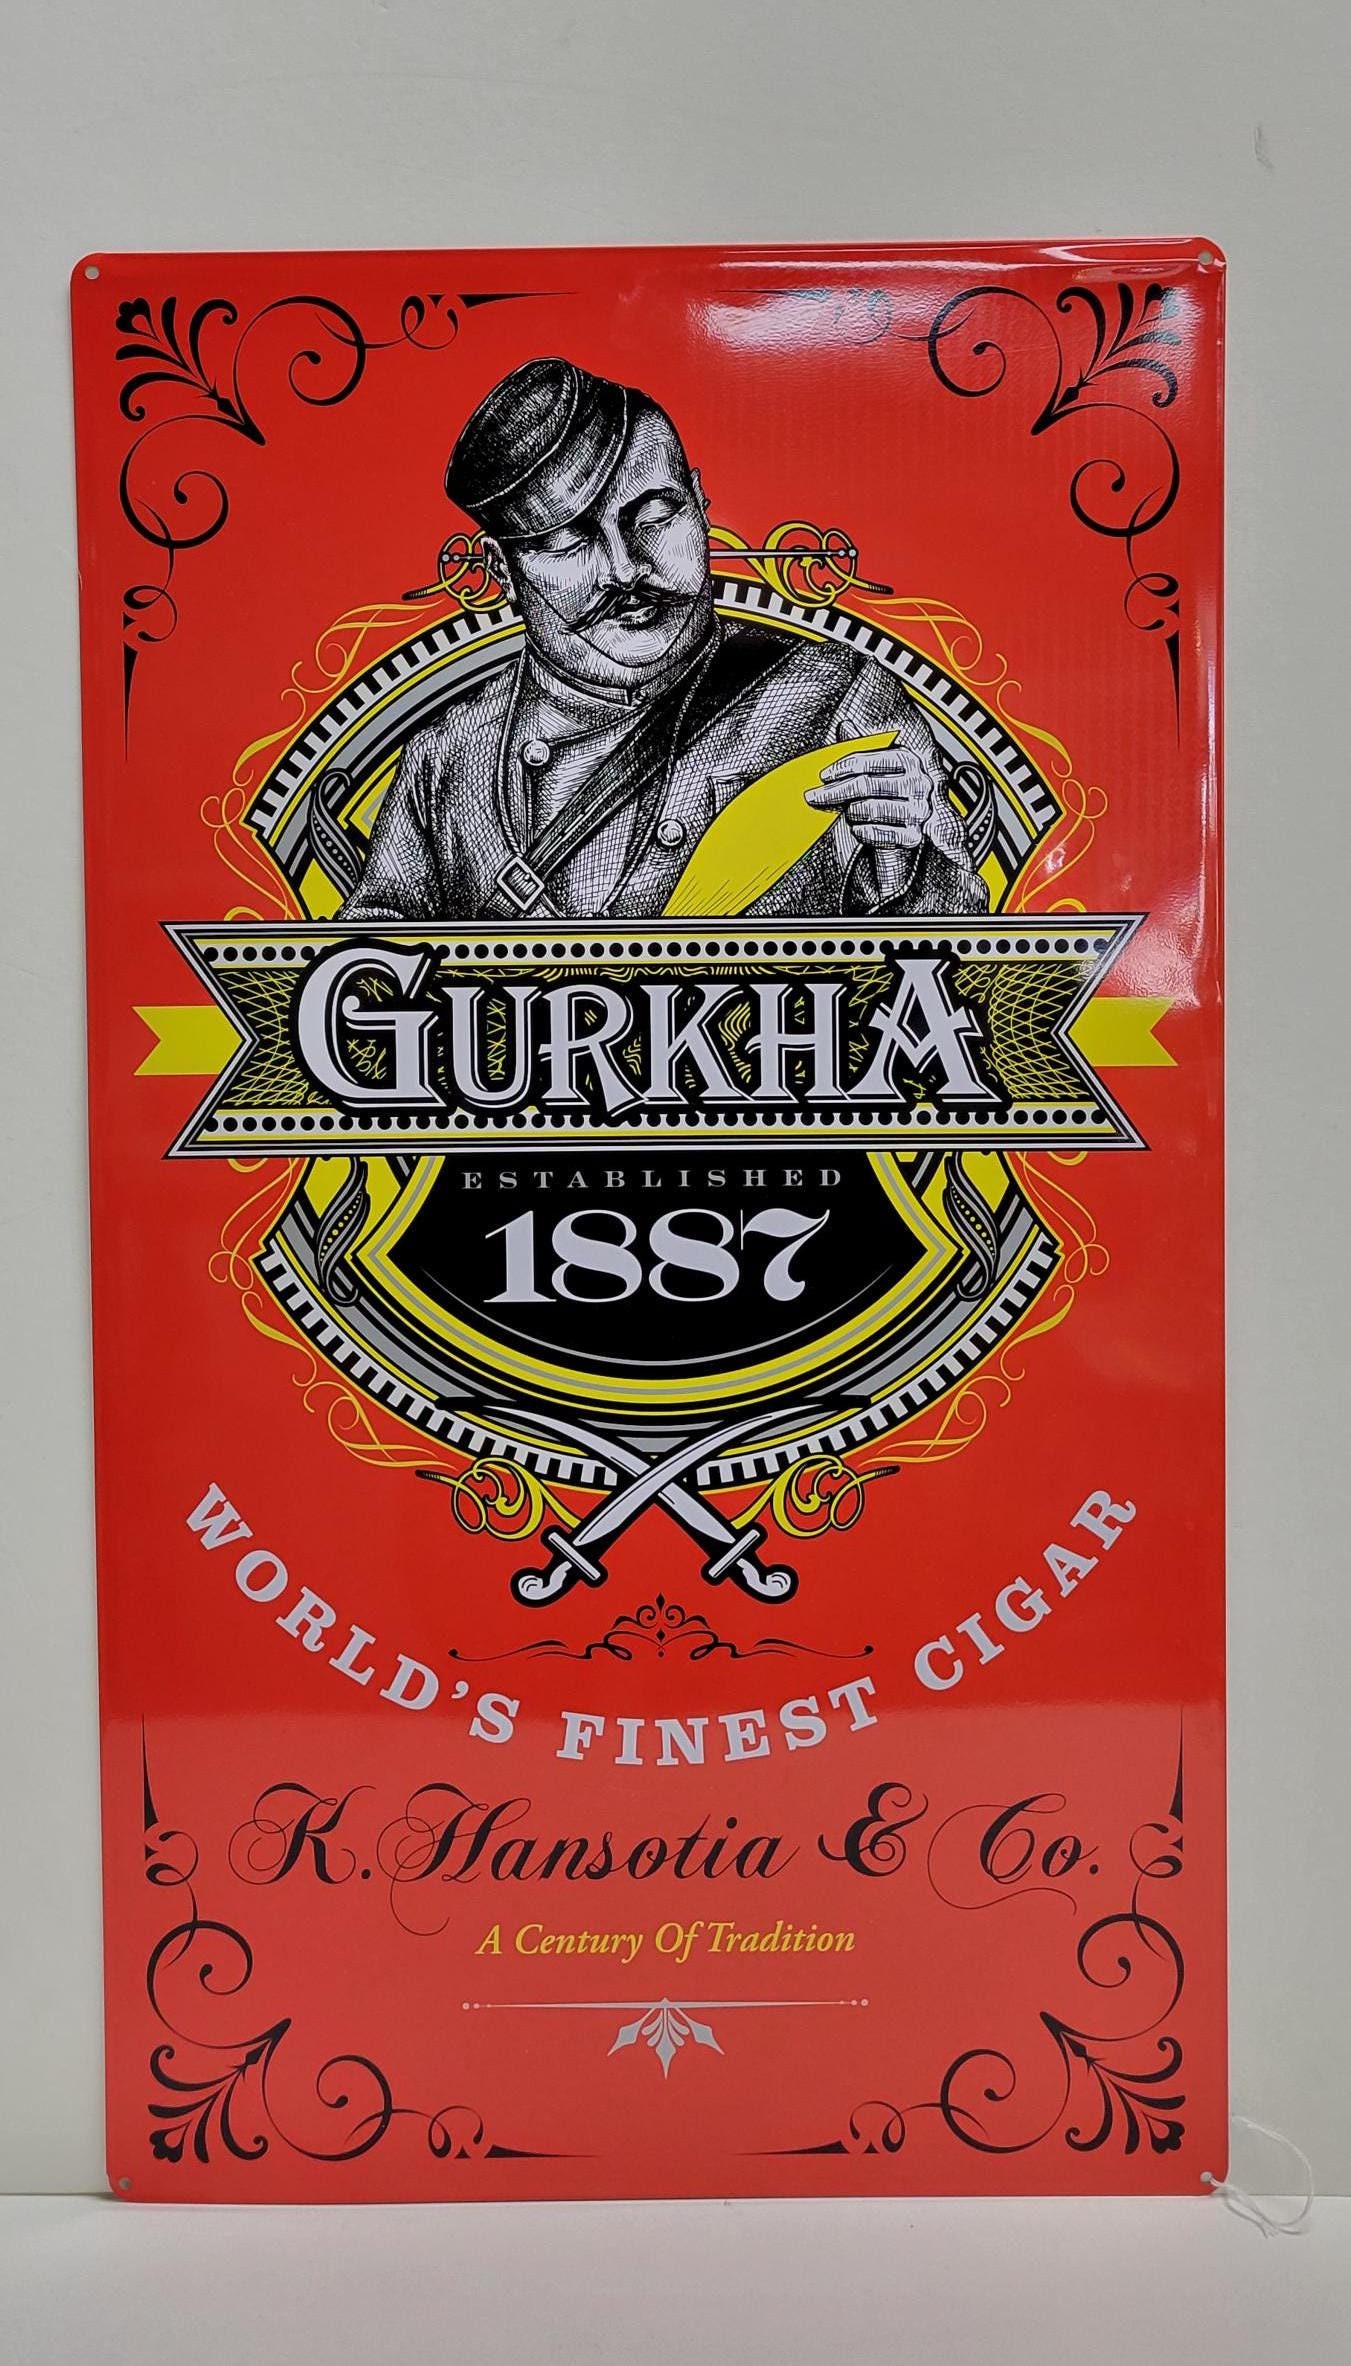 GURKHA
ESTABLISHED
1887
WORLD'S FINEST CIGAR
K. Hansotia & Co.
A Century Of Tradition